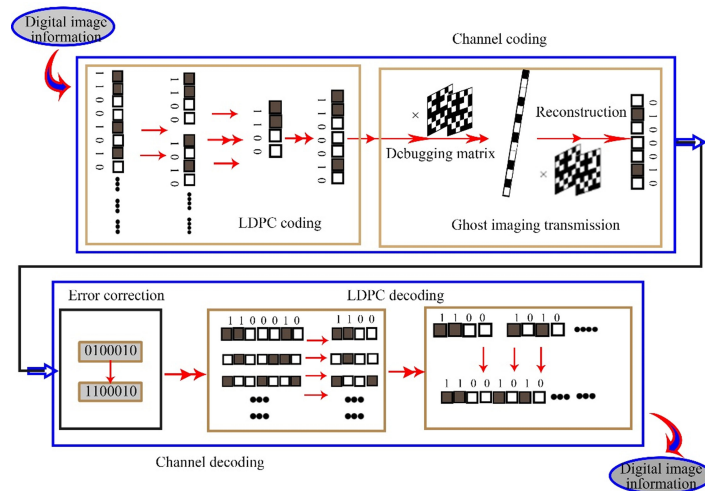 Digital image
information
Channel coding
1 1 0 0 1 0 1 0
1 1 0 0
1 0 1 0
1 1 0 0
1 1 0 0 0 1 0
LDPC coding
×
Debugging matrix
Reconstruction
×
0 1 0 0 0 1 0
Ghost imaging transmission
Error correction
0100010
1100010
LDPC decoding
1 1 0 0 0 1 0
1 1 0 0
1 1 0 0
1 0 1 0
1 1 0 0 1 0 1 0
Channel decoding
Digital image
information